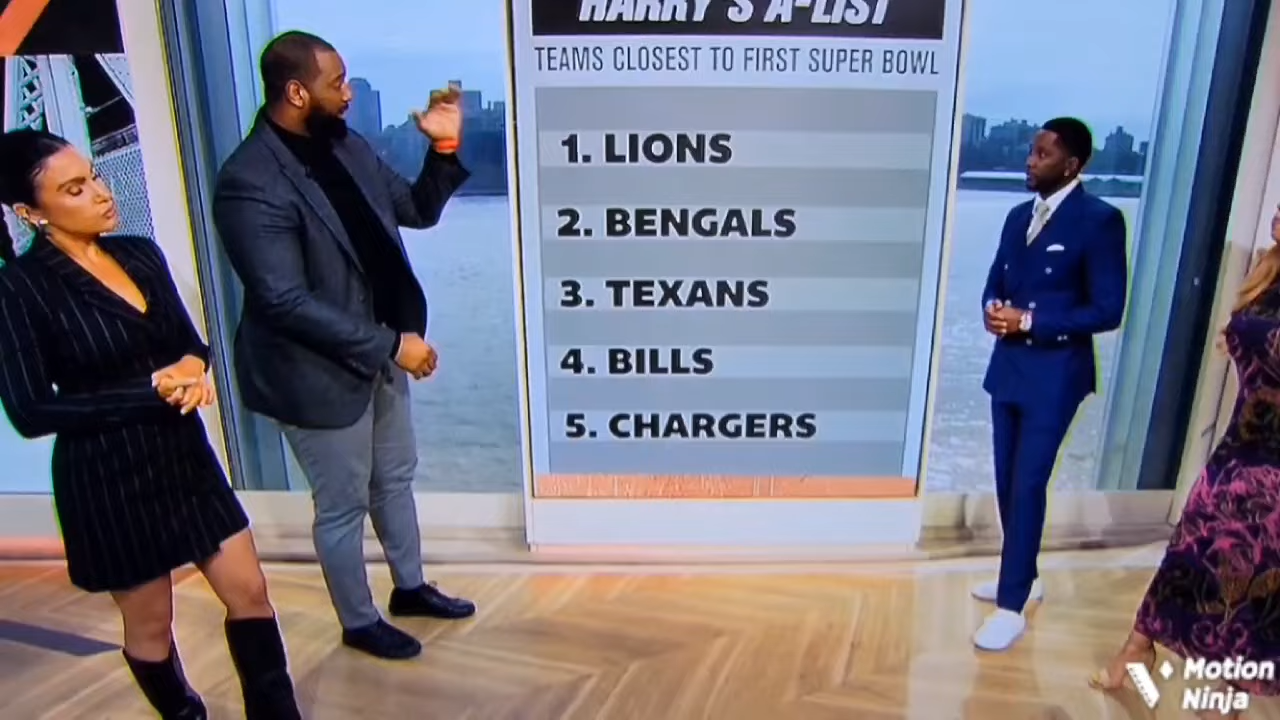 HARRY'S A-LIST
TEAMS CLOSEST TO FIRST SUPER BOWL
1. LIONS
2. BENGALS
3. TEXANS
4. BILLS
5. CHARGERS
Motion
Ninja